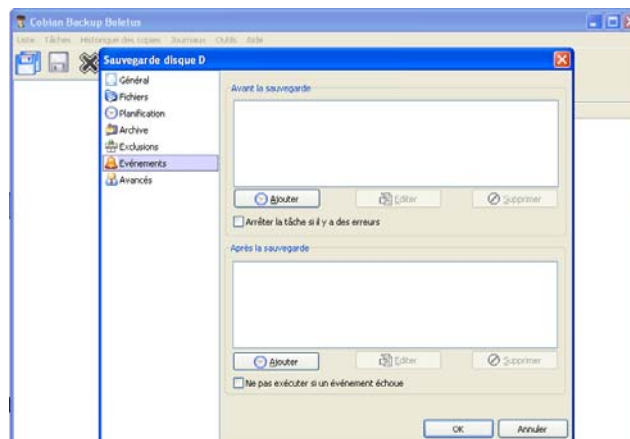 Cobian Backup Boletus
Liste Tâches Historique des copies Journaux Outils Aide
Sauvegarde disque D
Général
Fichiers
Planification
Archive
Exclusions
Evénements
Avancés
Avant la sauvegarde
Ajouter Editer Supprimer
Arrêter la tâche si il y a des erreurs
Après la sauvegarde
Ajouter Editer Supprimer
Ne pas exécuter si un événement échoue
OK Annuler